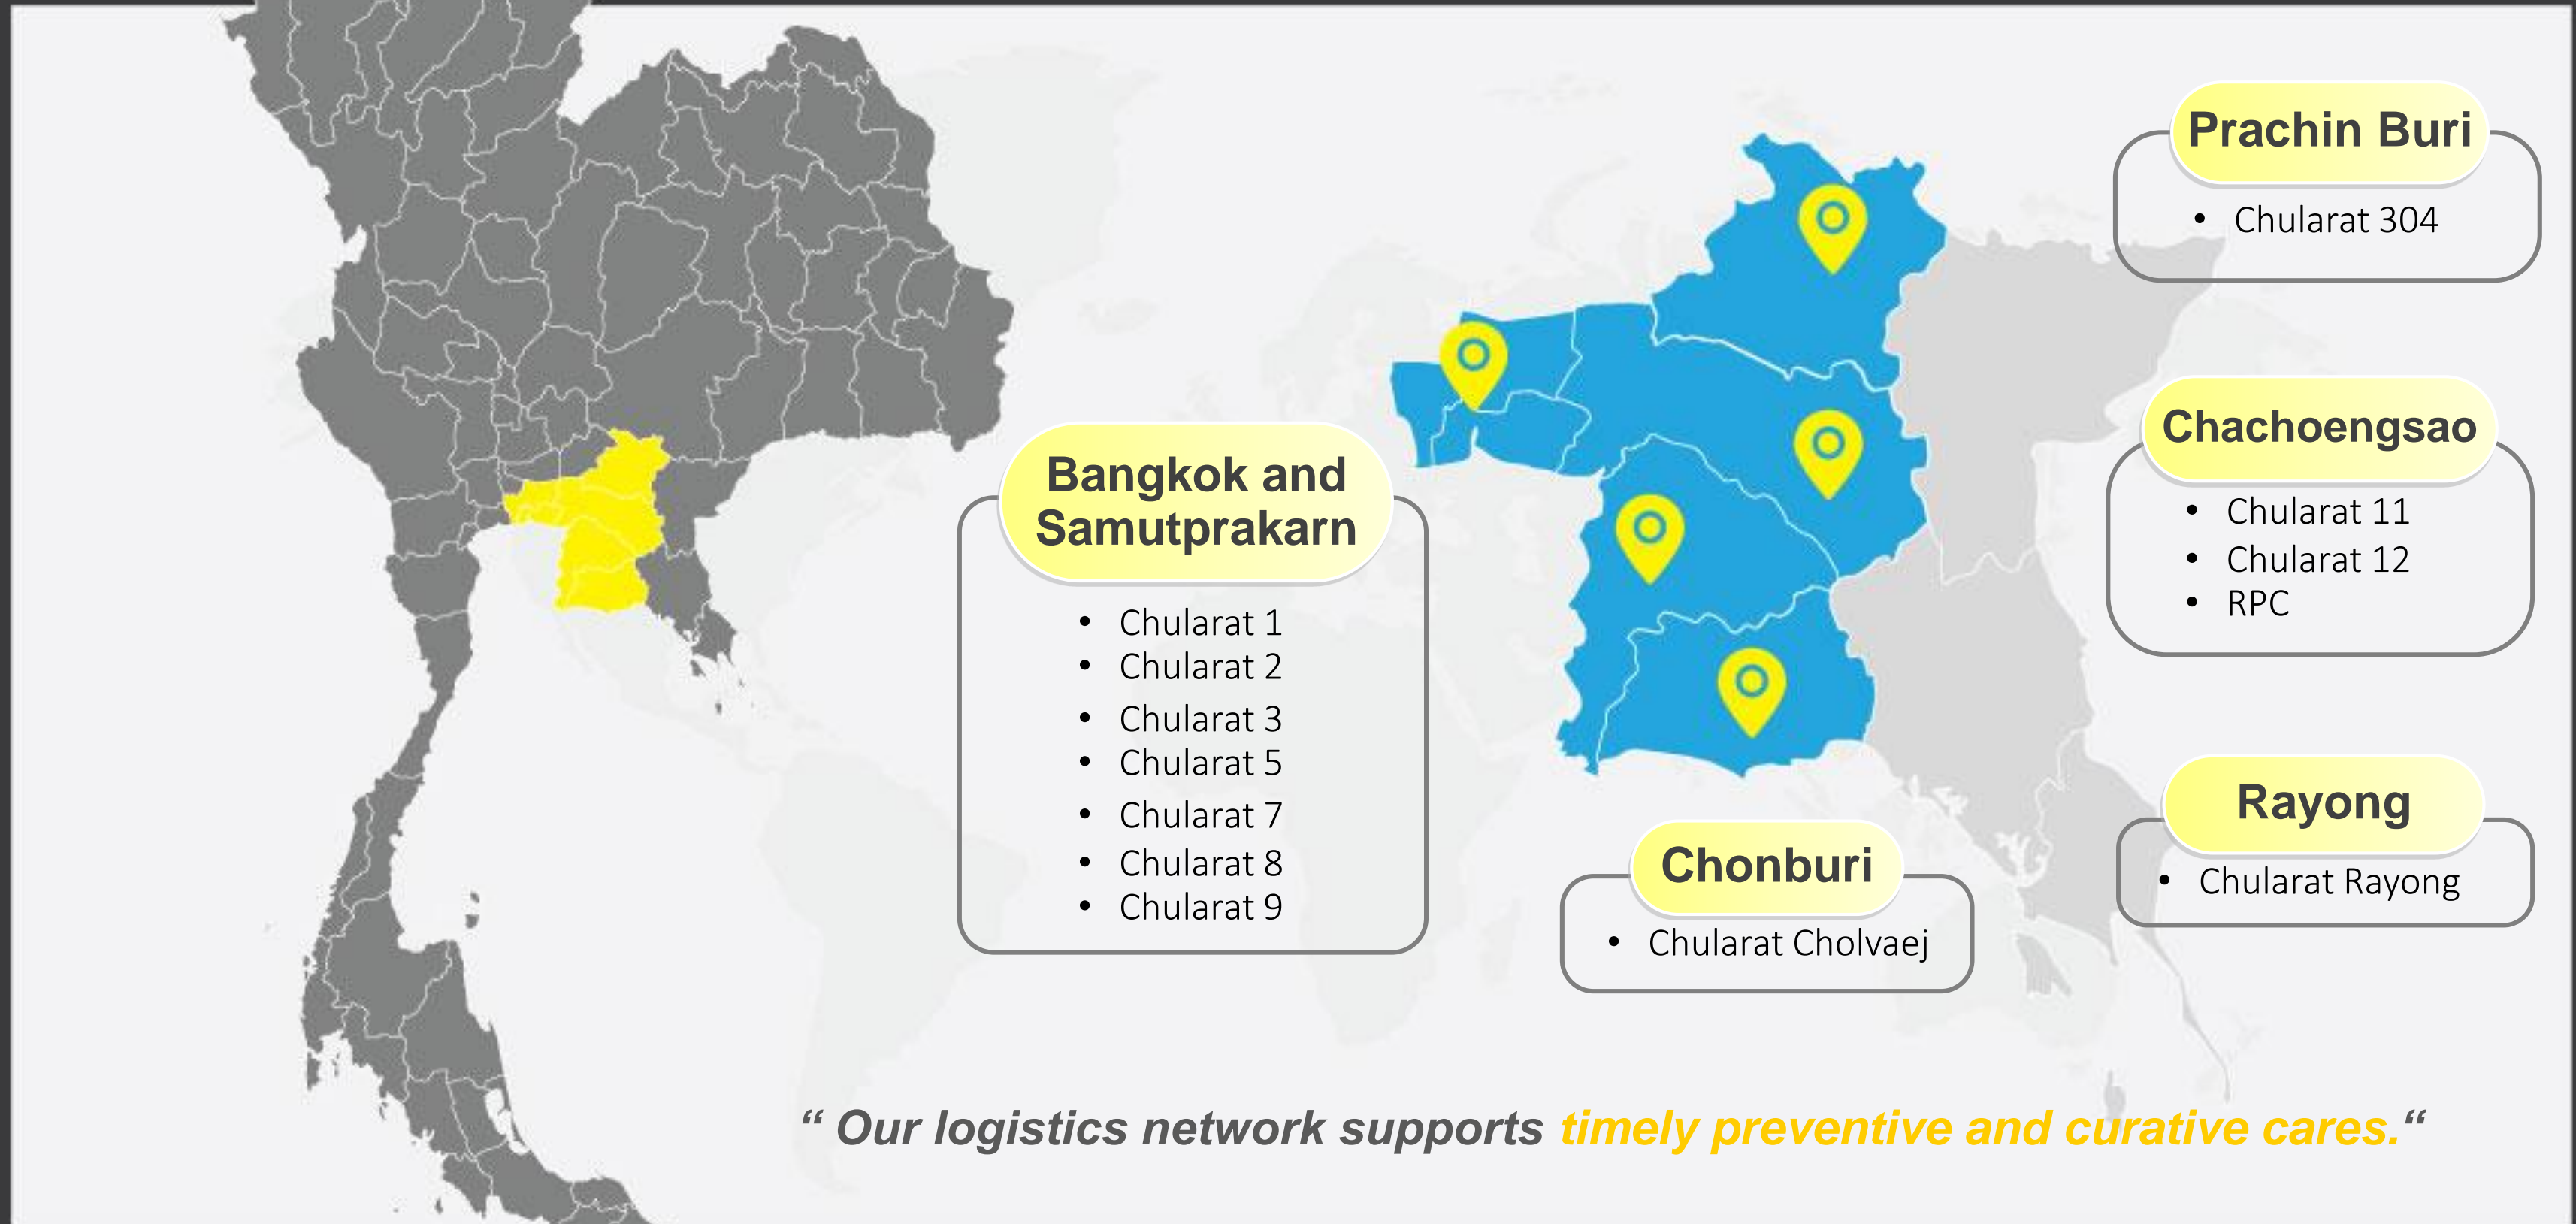 Prachin Buri
• Chularat 304
Chachoengsao
• Chularat 11
• Chularat 12
• RPC
Bangkok and
Samutprakarn
• Chularat 1
• Chularat 2
• Chularat 3
• Chularat 5
• Chularat 7
• Chularat 8
• Chularat 9
Rayong
• Chularat Rayong
Chonburi
• Chularat Cholvaej
“ Our logistics network supports timely preventive and curative cares.“